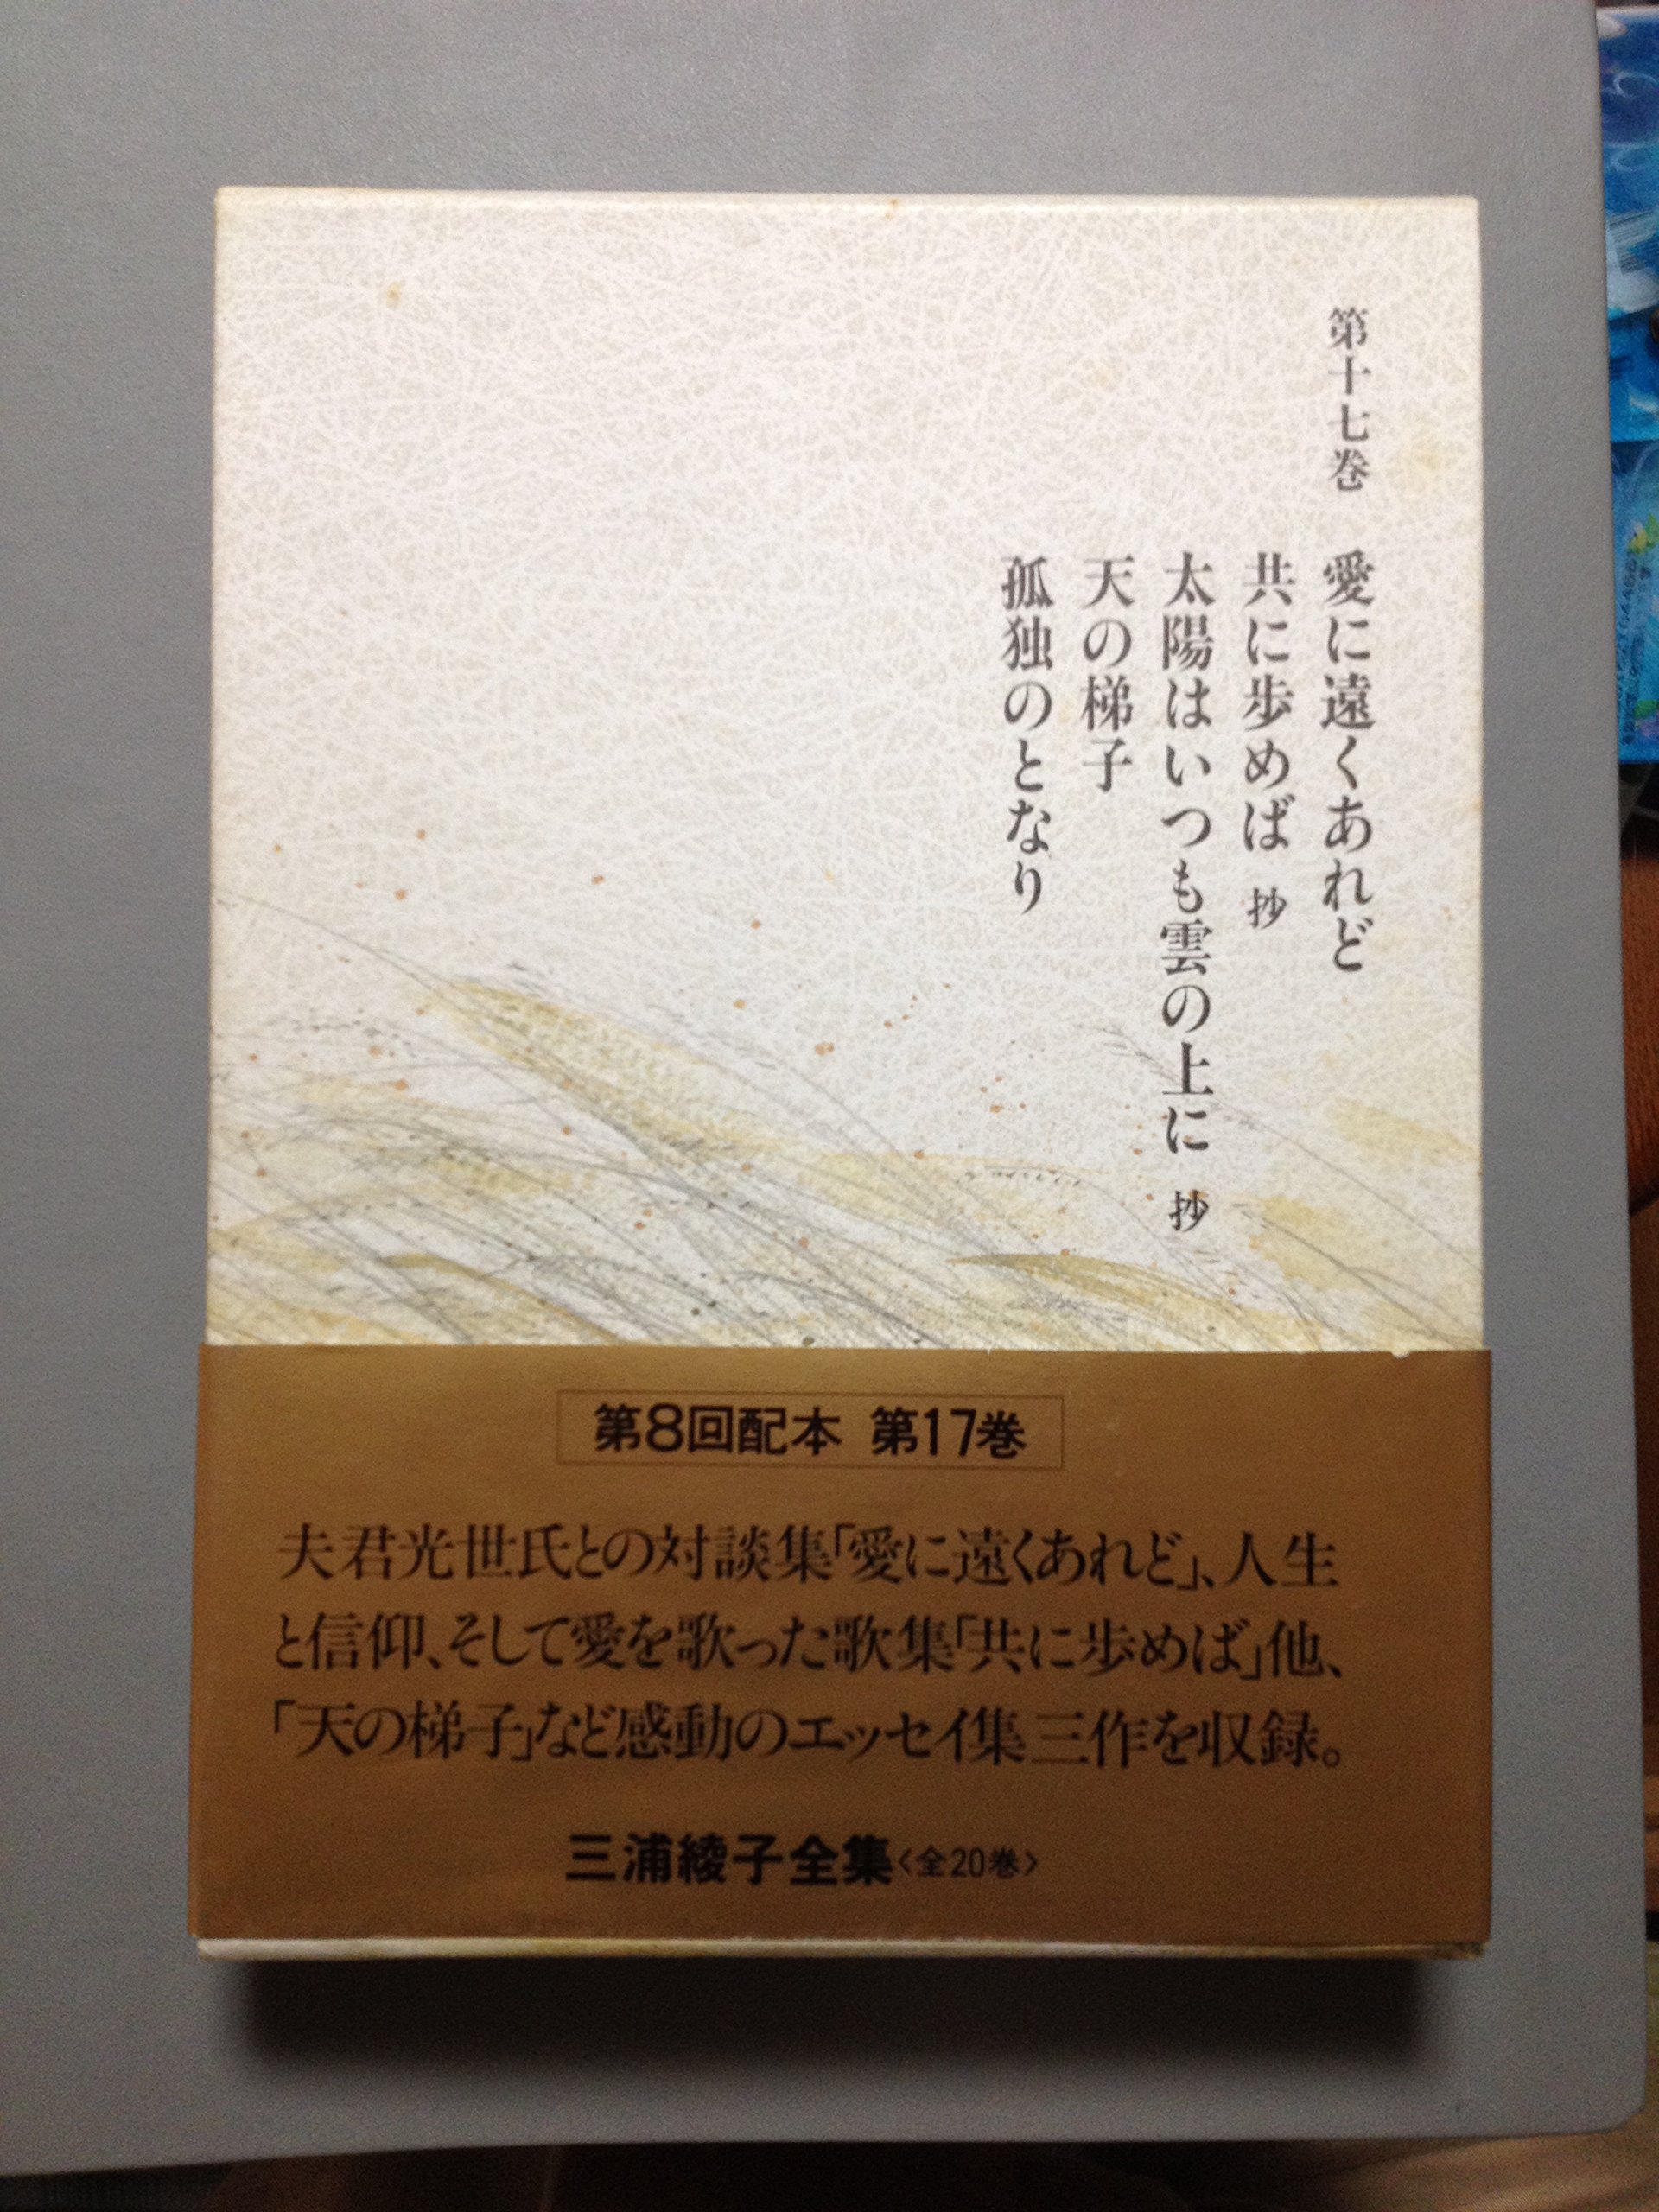 第十七巻
愛に遠くあれど
共に歩めば 抄
太陽はいつも雲の上に 抄
天の梯子
孤独のとなり
第8回配本 第17巻
夫君光世氏との対談集「愛に遠くあれど」、人生
と信仰、そして愛を歌った歌集「共に歩めば」他、
「天の梯子」など感動のエッセイ集三作を収録。
三浦綾子全集〈全20巻〉